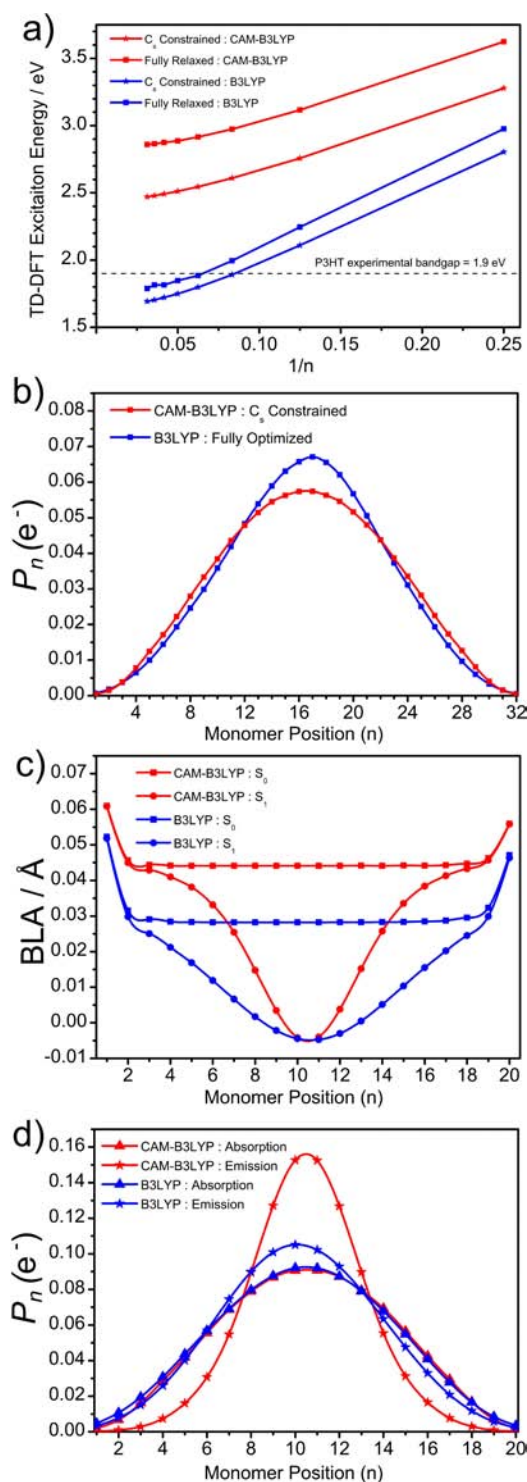 a)
TD-DFT Excitaiton Energy / eV
3.5
3.0
2.5
2.0
1.5
Cs Constrained : CAM-B3LYP
Fully Relaxed : CAM-B3LYP
Cs Constrained : B3LYP
Fully Relaxed : B3LYP
P3HT experimental bandgap = 1.9 eV
0.05 0.10 0.15 0.20 0.25
1/n
b)
Pn (e-)
0.08
0.07
0.06
0.05
0.04
0.03
0.02
0.01
0.00
CAM-B3LYP : Cs Constrained
B3LYP : Fully Optimized
4 8 12 16 20 24 28 32
Monomer Position (n)
c)
BLA / Å
0.07
0.06
0.05
0.04
0.03
0.02
0.01
0.00
-0.01
CAM-B3LYP : S0
CAM-B3LYP : S1
B3LYP : S0
B3LYP : S1
2 4 6 8 10 12 14 16 18 20
Monomer Position (n)
d)
Pn (e-)
0.16
0.14
0.12
0.10
0.08
0.06
0.04
0.02
0.00
CAM-B3LYP : Absorption
CAM-B3LYP : Emission
B3LYP : Absorption
B3LYP : Emission
2 4 6 8 10 12 14 16 18 20
Monomer Position (n)